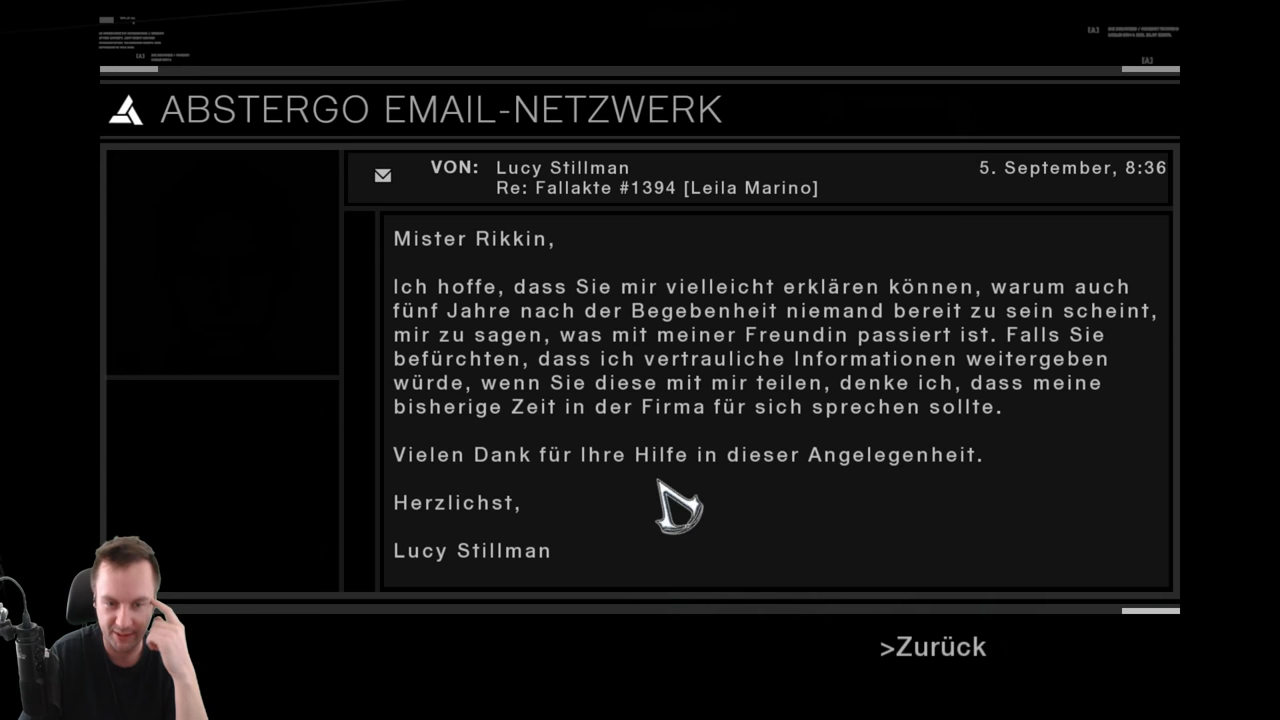 ABSTERGO EMAIL-NETZWERK
VON: Lucy Stillman 5. September, 8:36
Re: Fallakte #1394 [Leila Marino]
Mister Rikkin,
Ich hoffe, dass Sie mir vielleicht erklären können, warum auch
fünf Jahre nach der Begebenheit niemand bereit zu sein scheint,
mir zu sagen, was mit meiner Freundin passiert ist. Falls Sie
befürchten, dass ich vertrauliche Informationen weitergeben
würde, wenn Sie diese mit mir teilen, denke ich, dass meine
bisherige Zeit in der Firma für sich sprechen sollte.
Vielen Dank für Ihre Hilfe in dieser Angelegenheit.
Herzlichst,
Lucy Stillman
>Zurück